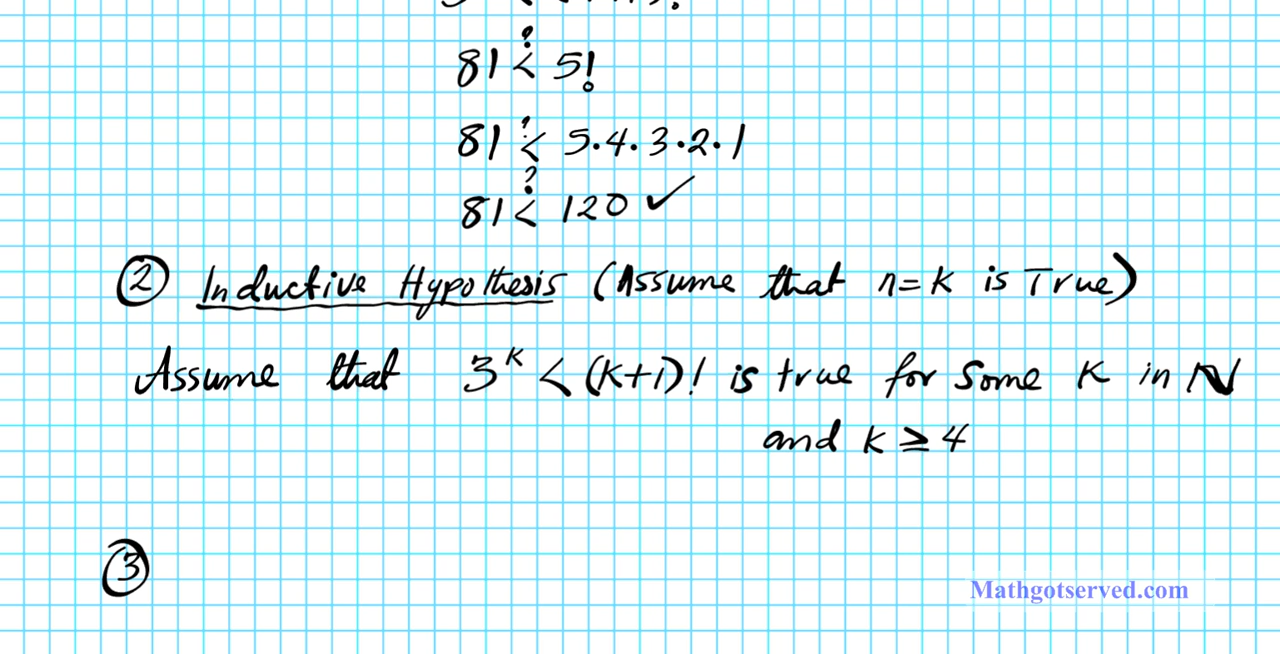 81 < 5!
?
81 < 5·4·3·2·1
?
81 < 120 ✓
?
② Inductive Hypothesis (Assume that n=k is True)
Assume that 3^k < (k+1)! is true for some k in ℕ
and k ≥ 4
③
Mathgotserved.com